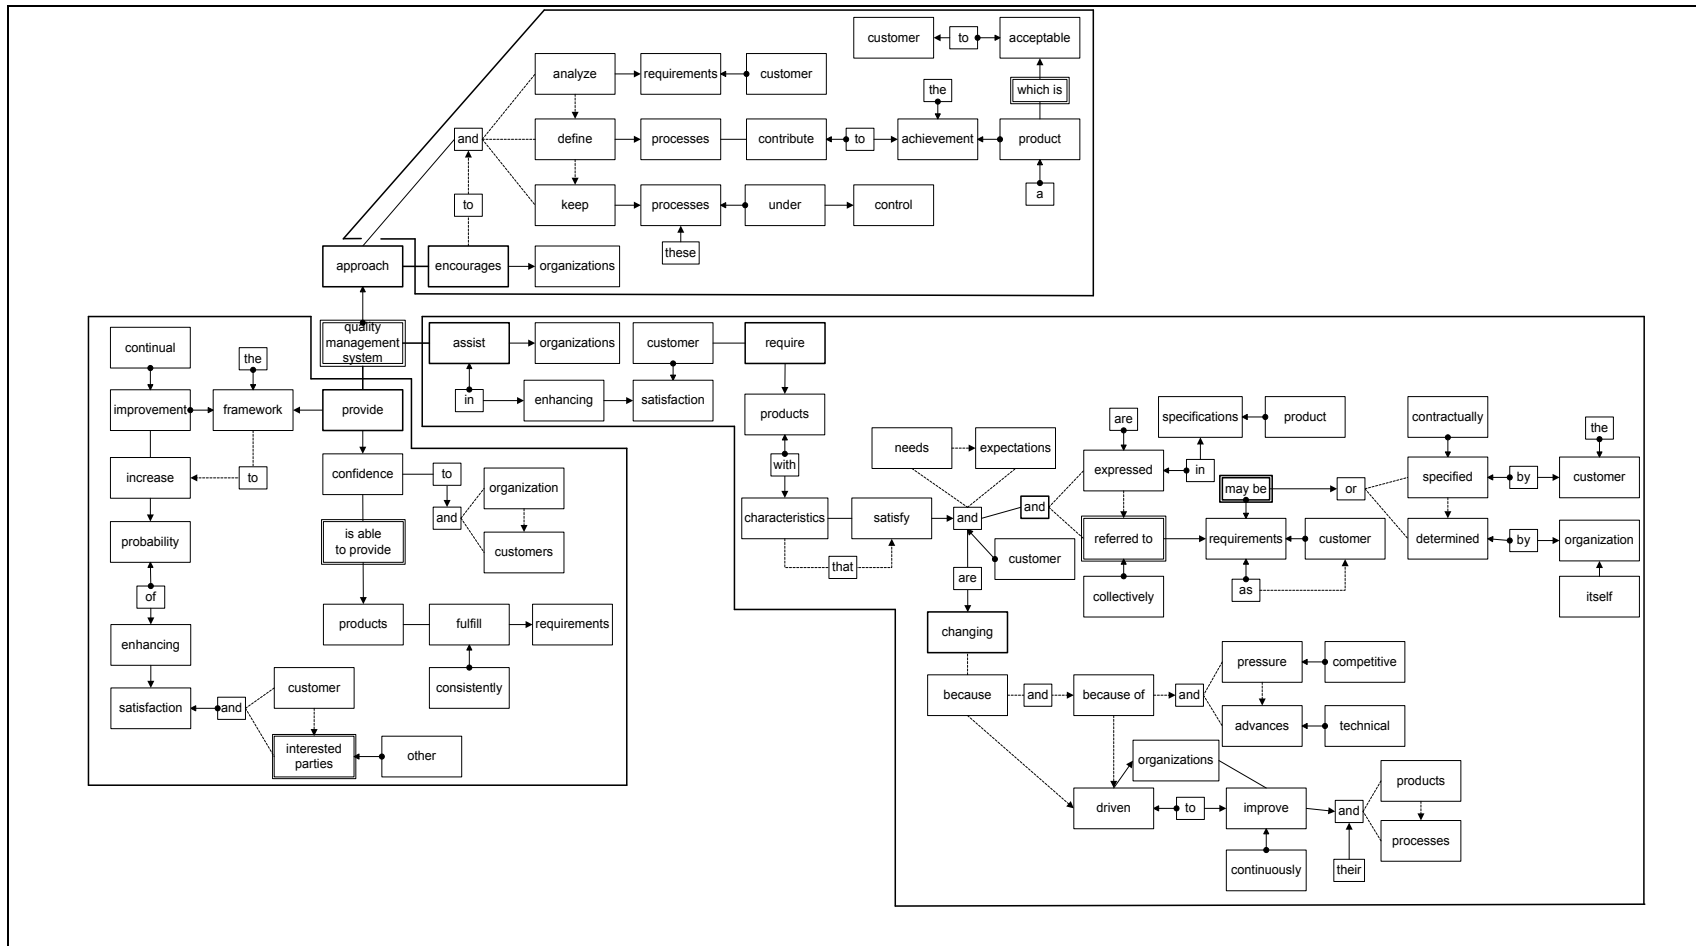 customer
to
acceptable
analyze
requirements
customer
which is
the
and
define
processes
contribute
to
achievement
product
to
keep
processes
under
control
a
these
approach
encourages
organizations
quality
management
system
assist
organizations
customer
require
in
enhancing
satisfaction
continual
the
improvement
framework
provide
increase
to
confidence
to
organization
and
customers
probability
is able
to provide
of
enhancing
products
fulfill
requirements
consistently
satisfaction
and
customer
interested
parties
other
products
with
characteristics
satisfy
that
needs
expectations
and
and
customer
are
changing
are
expressed
in
specifications
product
referred to
collectively
may be
or
requirements
customer
as
contractually
specified
by
the
customer
determined
by
organization
itself
because
and
because of
and
pressure
competitive
advances
technical
organizations
driven
to
improve
and
products
processes
continuously
their